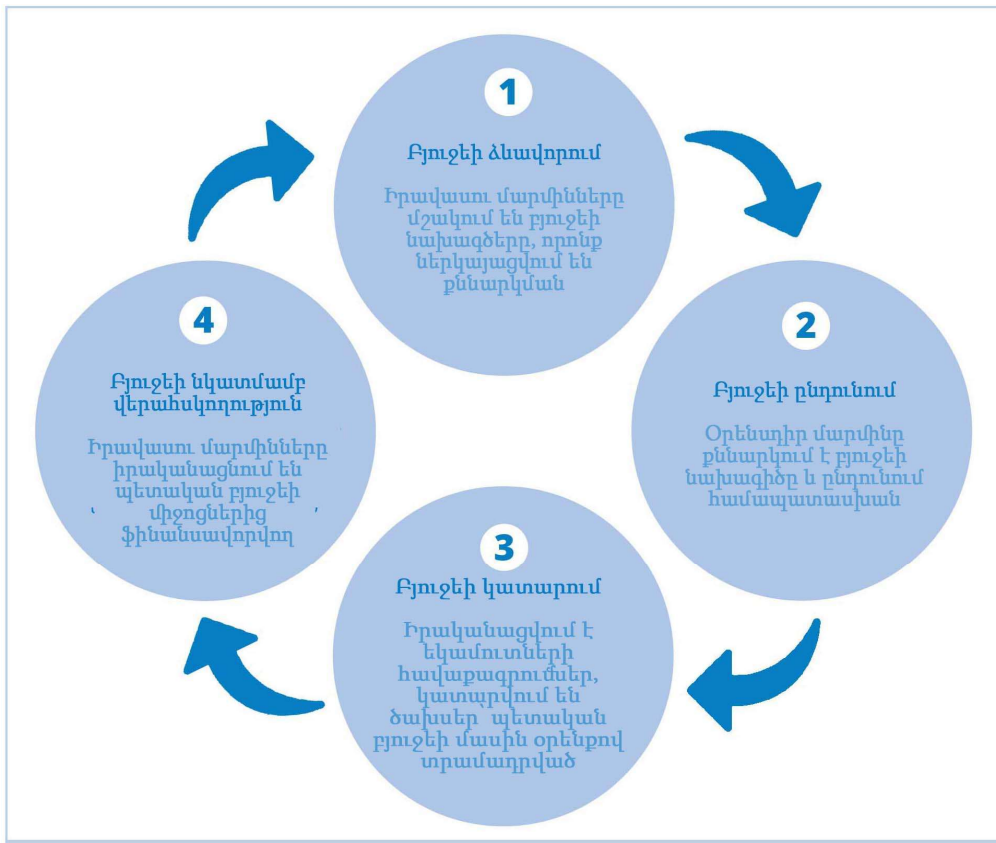 1
Բյուջեի ձևավորում
Իրավասու մարմինները
մշակում են բյուջեի
նախագծերը, որոնք
ներկայացվում են
քննարկման
2
Բյուջեի ընդունում
Օրենսդիր մարմինը
քննարկում է բյուջեի
նախագիծը և ընդունում
համապատասխան
3
Բյուջեի կատարում
Իրականացվում է
եկամուտների
հավաքագրումներ,
կատարվում են
ծախսեր՝ պետական
բյուջեի մասին օրենքով
տրամադրված
4
Բյուջեի նկատմամբ
վերահսկողություն
Իրավասու մարմինները
իրականացնում են
պետական բյուջեի
միջոցներից
ֆինանսավորվող